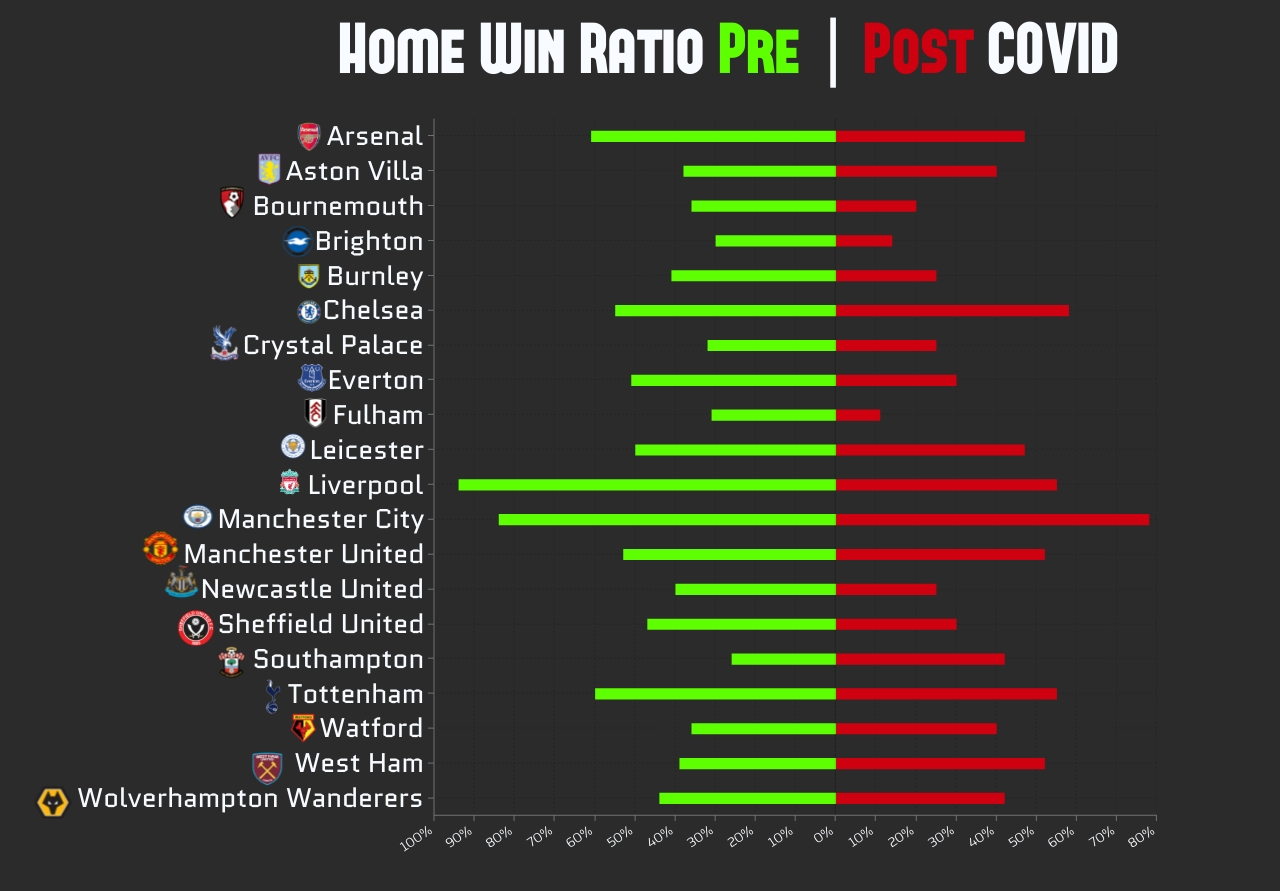 Home Win Ratio Pre | Post COVID
Arsenal
Aston Villa
Bournemouth
Brighton
Burnley
Chelsea
Crystal Palace
Everton
Fulham
Leicester
Liverpool
Manchester City
Manchester United
Newcastle United
Sheffield United
Southampton
Tottenham
Watford
West Ham
Wolverhampton Wanderers
100% 90% 80% 70% 60% 50% 40% 30% 20% 10% 0% 10% 20% 30% 40% 50% 60% 70% 80%